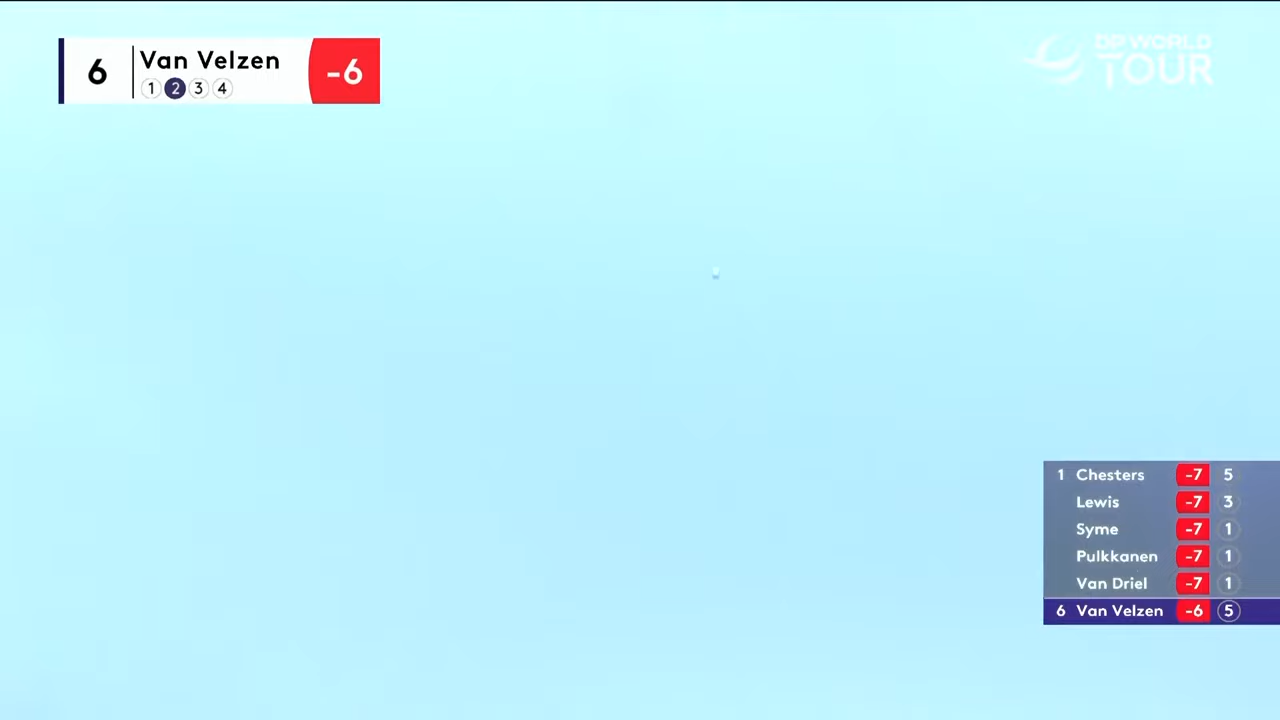 6 Van Velzen -6
1 2 3 4
DP WORLD
TOUR
1 Chesters -7 5
Lewis -7 3
Syme -7 1
Pulkkanen -7 1
Van Driel -7 1
6 Van Velzen -6 5